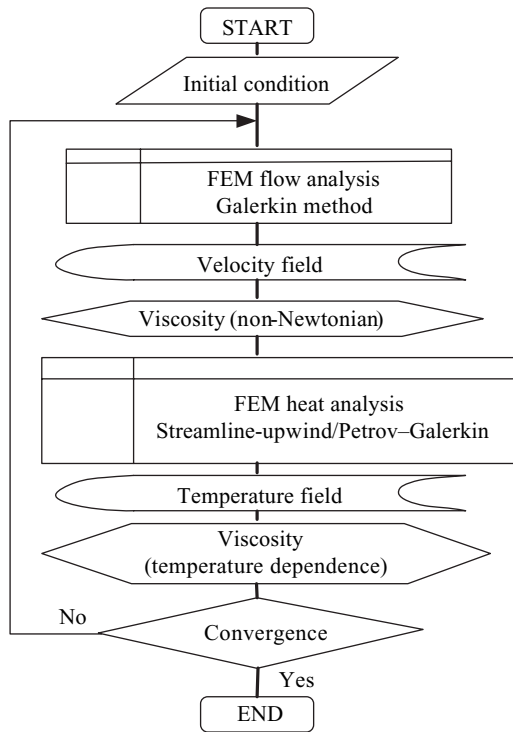 START
Initial condition
FEM flow analysis
Galerkin method
Velocity field
Viscosity (non-Newtonian)
FEM heat analysis
Streamline-upwind/Petrov–Galerkin
Temperature field
Viscosity
(temperature dependence)
No
Convergence
Yes
END